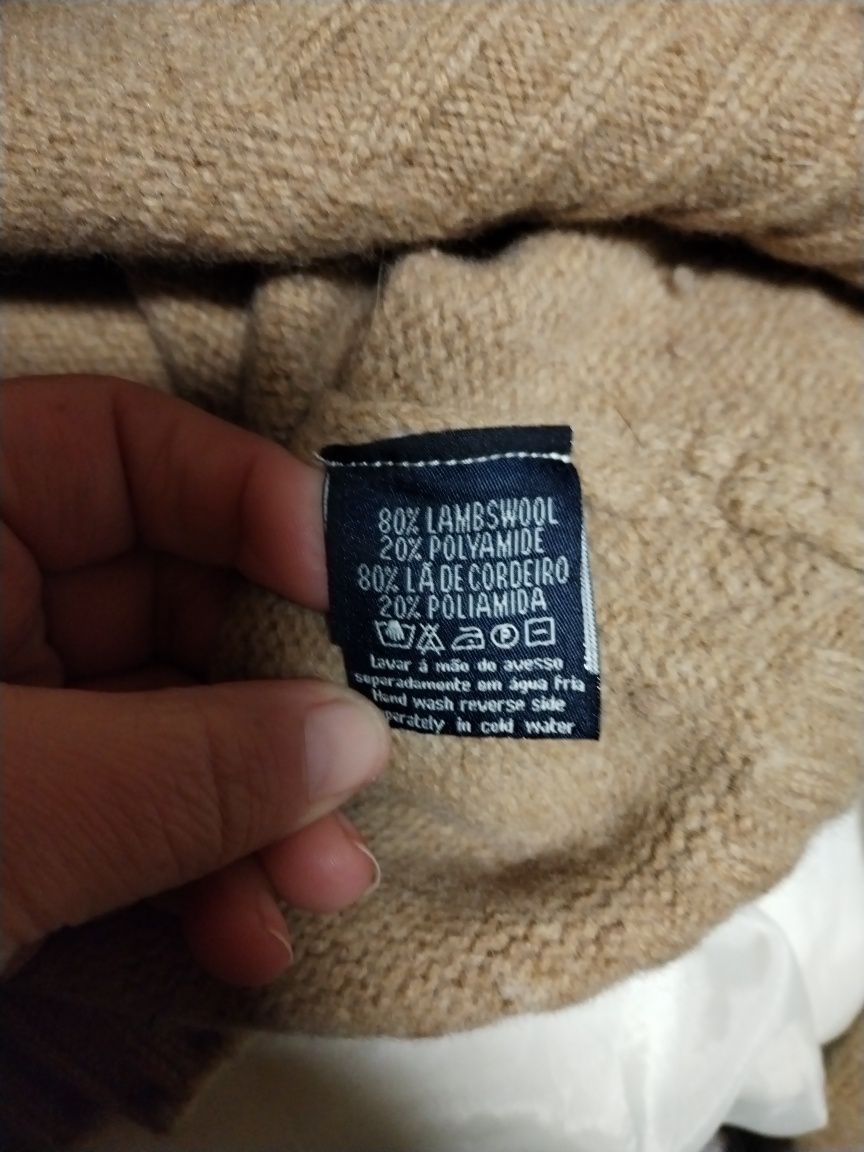 80% LAMBSWOOL
20% POLYAMIDE
80% LÃ DE CORDEIRO
20% POLIAMIDA
P
Lavar á mão do avesso
separadamente em água fria
Hand wash reverse side
in cold water